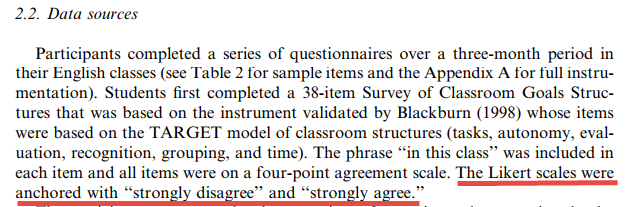 2.2. Data sources
Participants completed a series of questionnaires over a three-month period in
their English classes (see Table 2 for sample items and the Appendix A for full instru-
mentation). Students first completed a 38-item Survey of Classroom Goals Struc-
tures that was based on the instrument validated by Blackburn (1998) whose items
were based on the TARGET model of classroom structures (tasks, autonomy, eval-
uation, recognition, grouping, and time). The phrase “in this class” was included in
each item and all items were on a four-point agreement scale. The Likert scales were
anchored with “strongly disagree” and “strongly agree.”